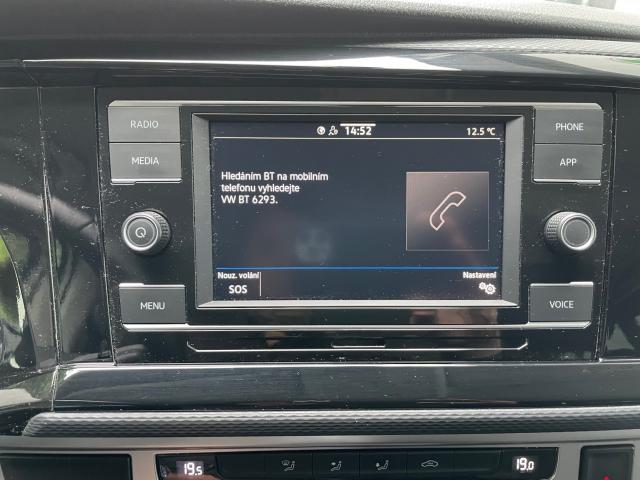 RADIO
MEDIA
MENU
14:52
12.5 °C
Hledáním BT na mobilním
telefonu vyhledejte
VW BT 6293.
Nouz. volání
SOS
Nastavení
PHONE
APP
VOICE
19.5
19.0